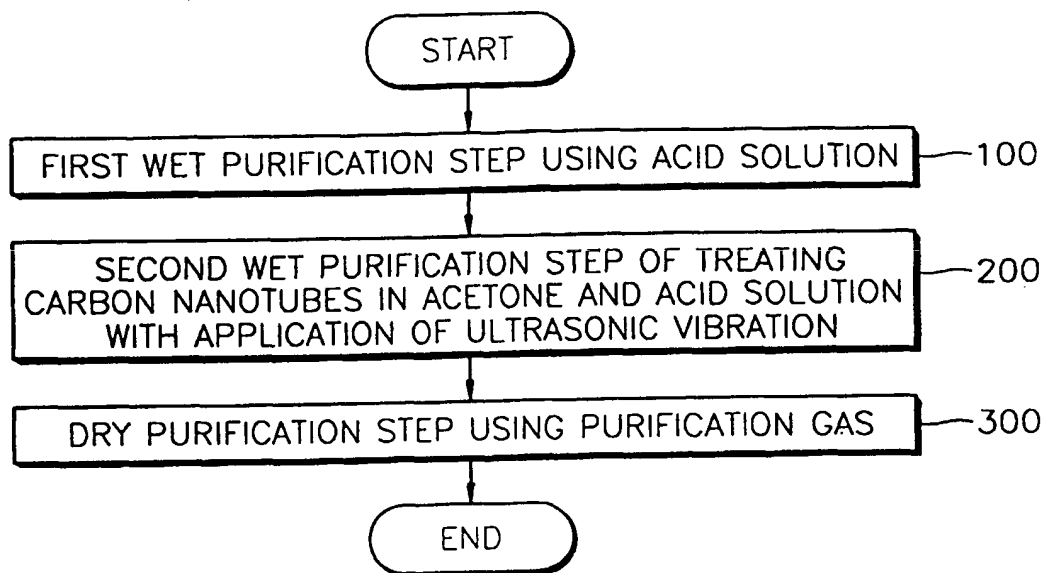 START
FIRST WET PURIFICATION STEP USING ACID SOLUTION
100
SECOND WET PURIFICATION STEP OF TREATING
CARBON NANOTUBES IN ACETONE AND ACID SOLUTION
WITH APPLICATION OF ULTRASONIC VIBRATION
200
DRY PURIFICATION STEP USING PURIFICATION GAS
300
END